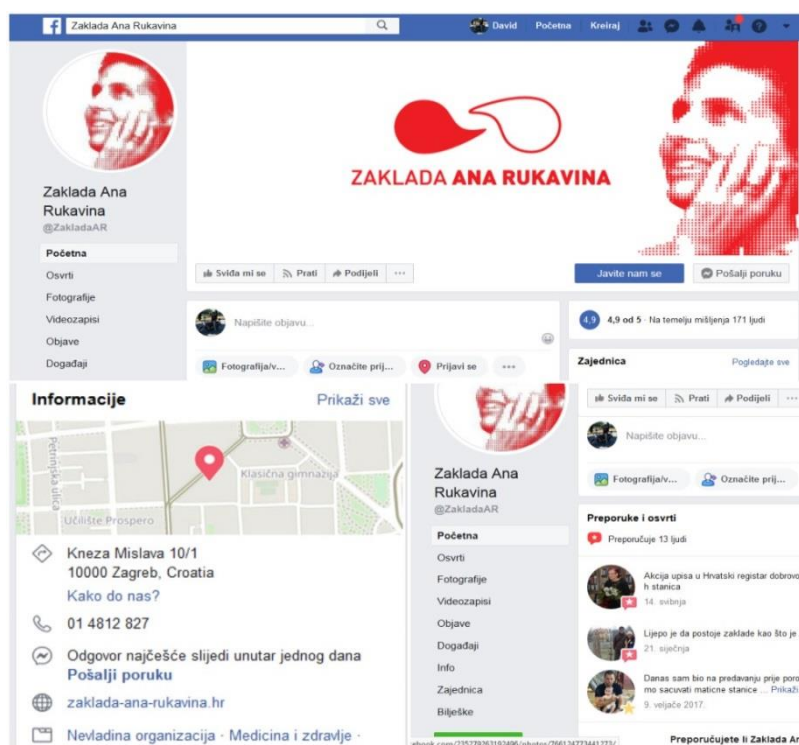 Zaklada Ana Rukavina
David Početna Kreiraj
ZAKLADA ANA RUKAVINA
Zaklada Ana
Rukavina
@ZakladaAR
Početna
Osvrti
Fotografije
Videozapisi
Objave
Događaji
Sviđa mi se Prati Podijeli
Javite nam se Pošalji poruku
Napišite objavu...
Fotografija/v... Označite prij... Prijavi se
4,9 4,9 od 5 · Na temelju mišljenja 171 ljudi
Zajednica Pogledajte sve
Informacije Prikaži sve
Petrinjska ulica
Klasična gimnazija
Učilište Prospero
Kneza Mislava 10/1
10000 Zagreb, Croatia
Kako do nas?
01 4812 827
Odgovor najčešće slijedi unutar jednog dana
Pošalji poruku
zaklada-ana-rukavina.hr
Nevladina organizacija · Medicina i zdravlje ·
Zaklada Ana
Rukavina
@ZakladaAR
Početna
Osvrti
Fotografije
Videozapisi
Objave
Događaji
Info
Zajednica
Bilješke
Sviđa mi se Prati Podijeli
Napišite objavu...
Fotografija/v... Označite prij...
Preporuke i osvrti
Preporučuje 13 ljudi
Akcija upisa u Hrvatski registar dobrovo
h stanica
14. svibnja
Lijepo je da postoje zaklade kao što je
21. siječnja
Danas sam bio na predavanju prije poro
mo sacuvati maticne stanice ... Prikaži
9. veljače 2017.
Preporučujete li Zaklada Ar